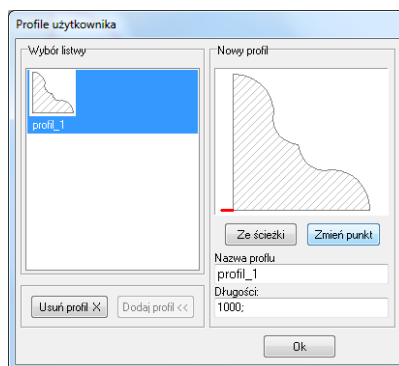 Profile użytkownika
Wybór listwy
profil_1
Usuń profil X
Dodaj profil <<
Nowy profil
Ze ścieżki
Zmień punkt
Nazwa proflu
profil_1
Długości:
1000;
Ok